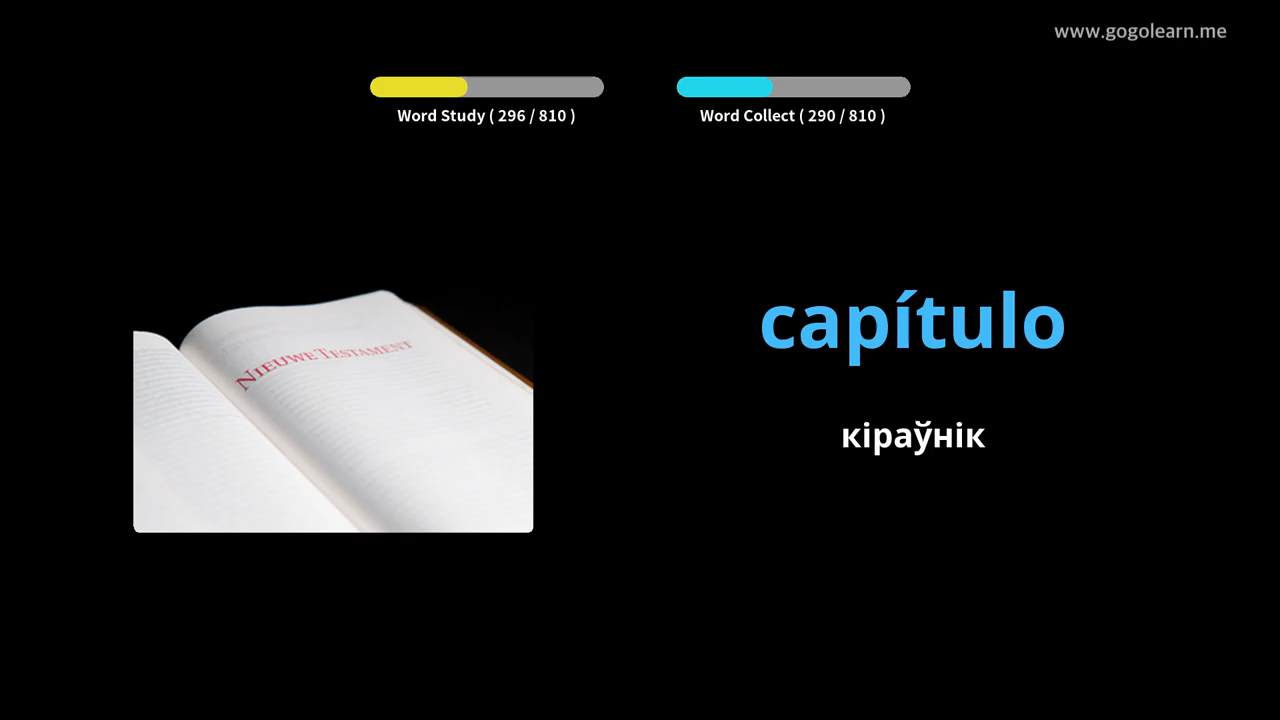 www.gogolearn.me
Word Study ( 296 / 810 )
Word Collect ( 290 / 810 )
NIEUWE TESTAMENT
capítulo
кіраўнік